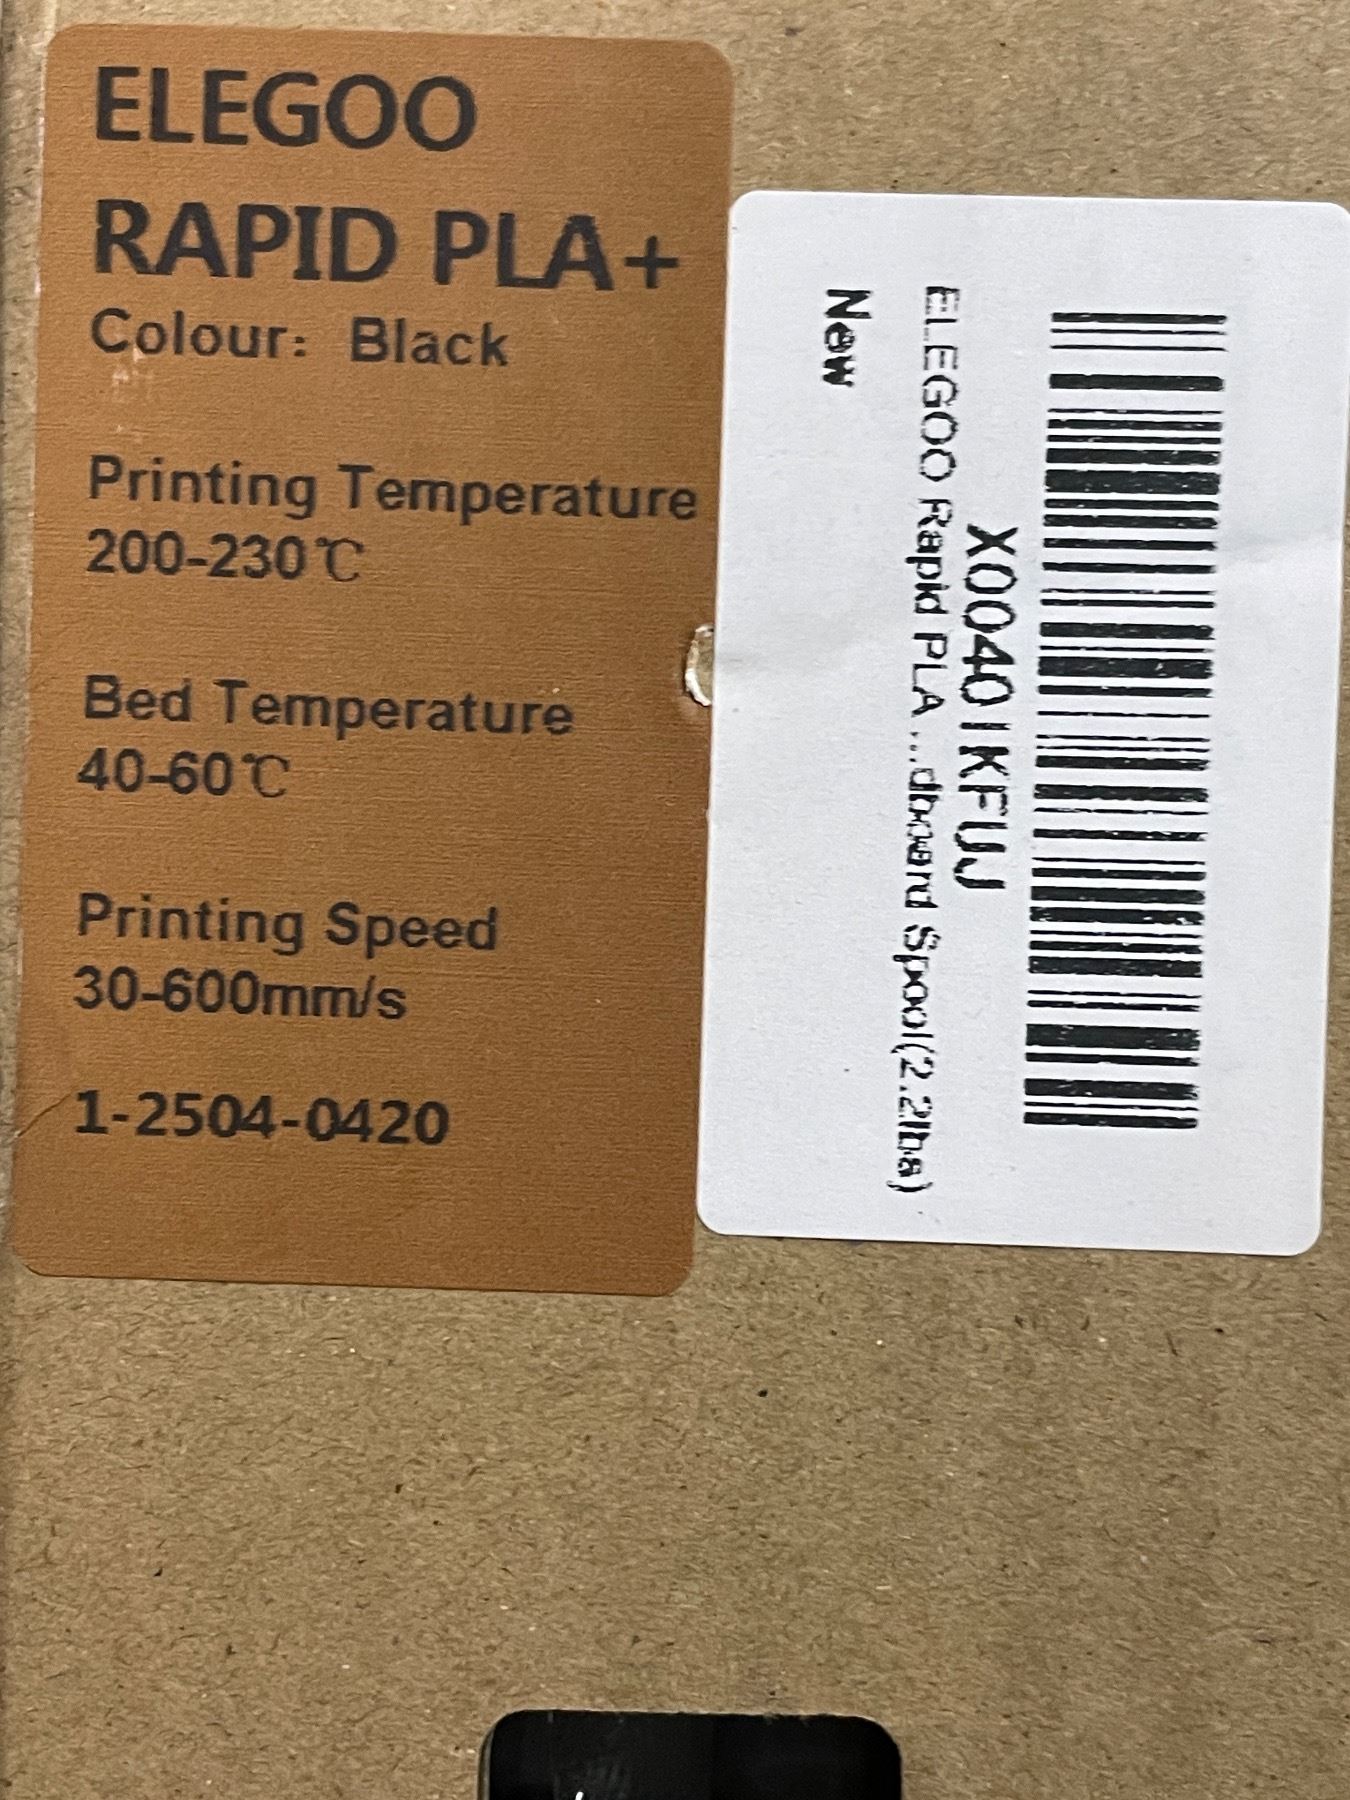 ELEGOO
RAPID PLA+
Colour: Black
Printing Temperature
200-230℃
Bed Temperature
40-60℃
Printing Speed
30-600mm/s
1-2504-0420
X0040IKFUJ
ELEGOO Rapid PLA...dboard Spool(2.2lbs)
New